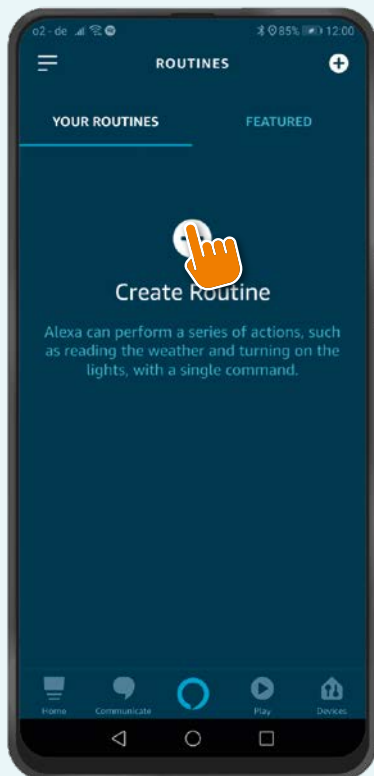 o2 - de 85% 12:00
ROUTINES
YOUR ROUTINES FEATURED
Create Routine
Alexa can perform a series of actions, such
as reading the weather and turning on the
lights, with a single command.
Home Communicate Play Devices